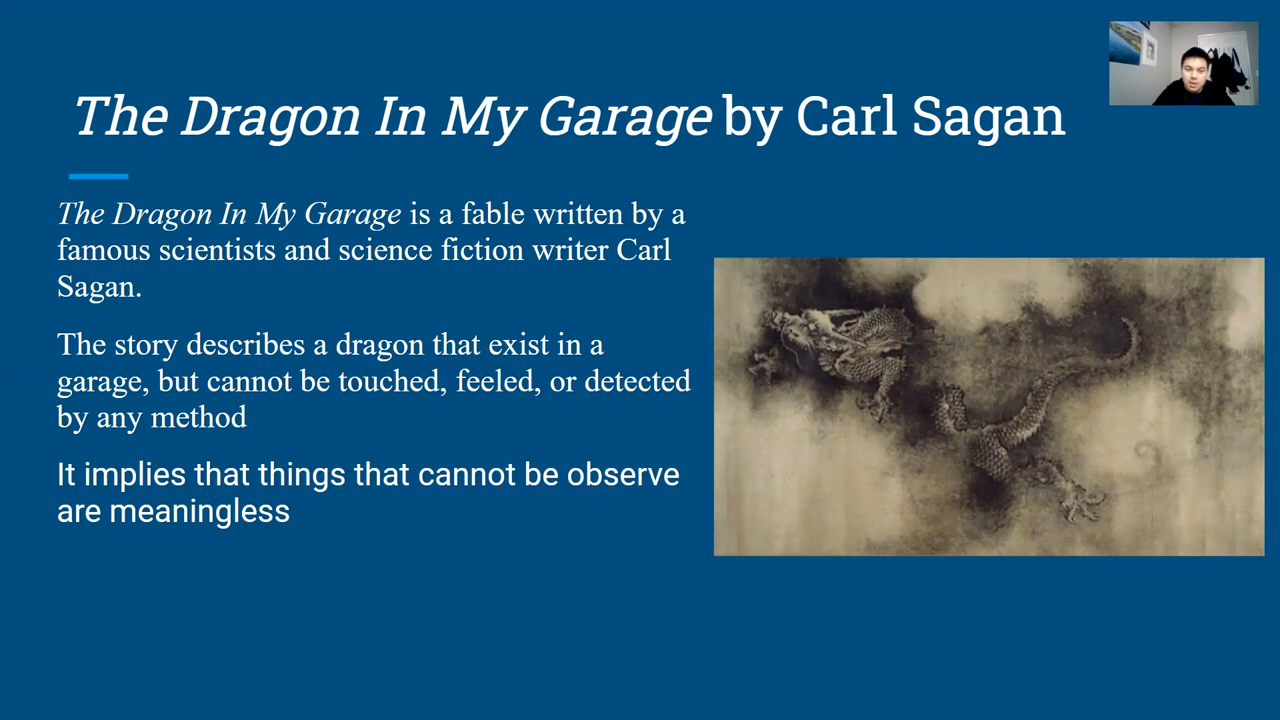 The Dragon In My Garage by Carl Sagan
The Dragon In My Garage is a fable written by a
famous scientists and science fiction writer Carl
Sagan.
The story describes a dragon that exist in a
garage, but cannot be touched, feeled, or detected
by any method
It implies that things that cannot be observe
are meaningless